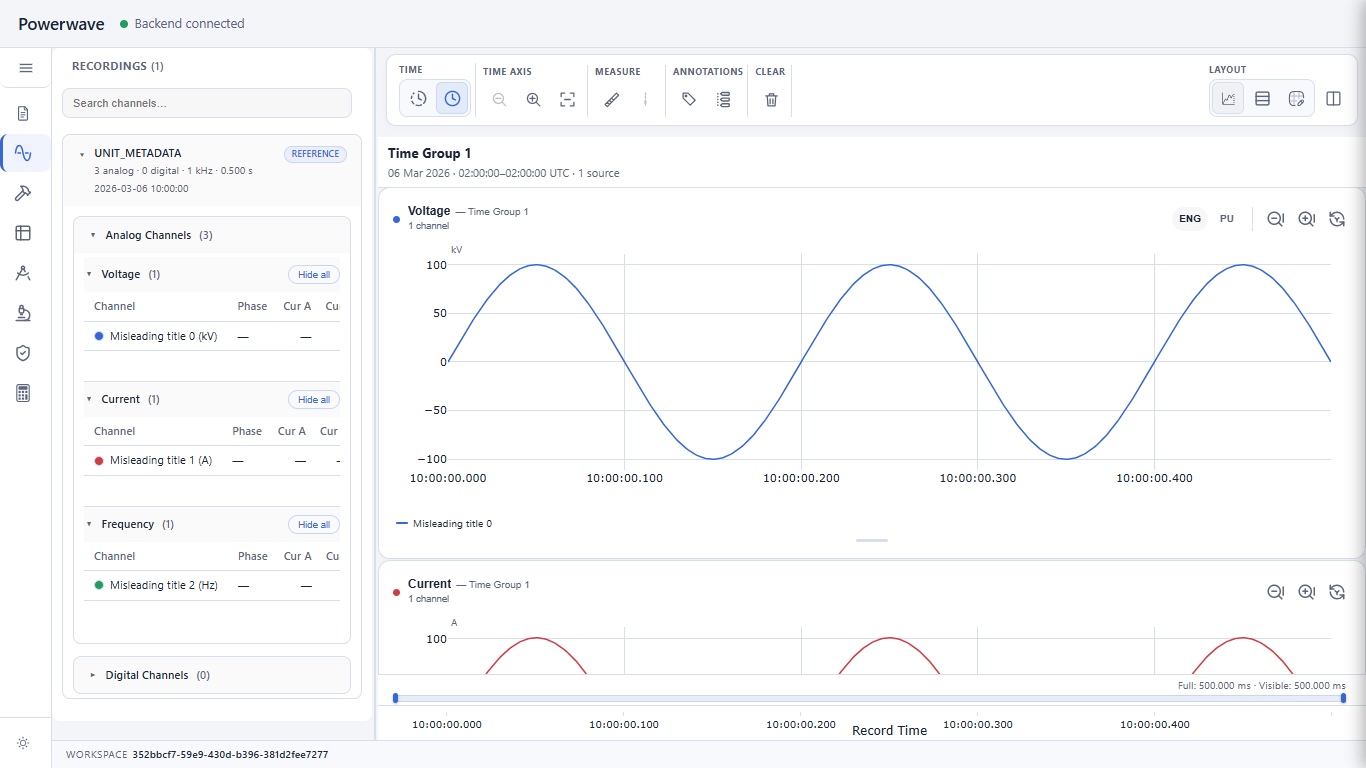 Powerwave
Backend connected
RECORDINGS (1)
Search channels...
UNIT_METADATA
REFERENCE
3 analog · 0 digital · 1 kHz · 0.500 s
2026-03-06 10:00:00
Analog Channels (3)
Voltage (1)
Hide all
Channel Phase Cur A Cu
Misleading title 0 (kV) — —
Current (1)
Hide all
Channel Phase Cur A Cur
Misleading title 1 (A) — — -
Frequency (1)
Hide all
Channel Phase Cur A Cu
Misleading title 2 (Hz) — —
Digital Channels (0)
TIME
TIME AXIS
MEASURE
ANNOTATIONS
CLEAR
LAYOUT
Time Group 1
06 Mar 2026 · 02:00:00–02:00:00 UTC · 1 source
Voltage — Time Group 1
1 channel
ENG PU
kV
100
50
0
−50
−100
10:00:00.000 10:00:00.100 10:00:00.200 10:00:00.300 10:00:00.400
Misleading title 0
Current — Time Group 1
1 channel
A
100
Full: 500.000 ms · Visible: 500.000 ms
10:00:00.000 10:00:00.100 10:00:00.200 10:00:00.300 10:00:00.400
Record Time
WORKSPACE 352bbcf7-59e9-430d-b396-381d2fee7277